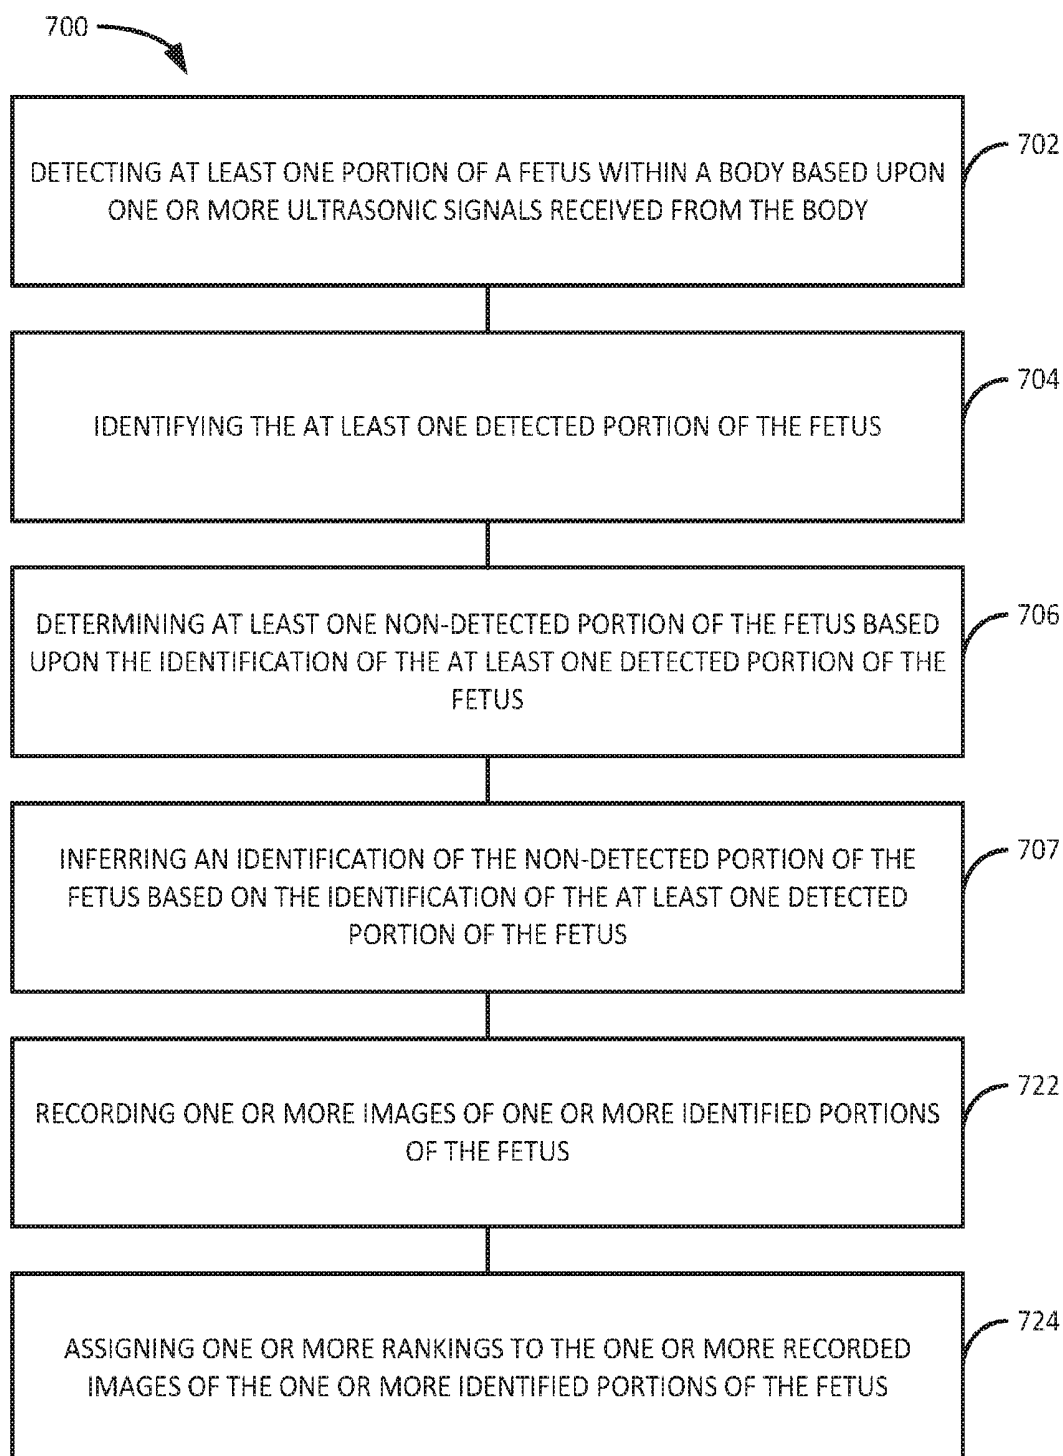 700
DETECTING AT LEAST ONE PORTION OF A FETUS WITHIN A BODY BASED UPON
ONE OR MORE ULTRASONIC SIGNALS RECEIVED FROM THE BODY
702
IDENTIFYING THE AT LEAST ONE DETECTED PORTION OF THE FETUS
704
DETERMINING AT LEAST ONE NON-DETECTED PORTION OF THE FETUS BASED
UPON THE IDENTIFICATION OF THE AT LEAST ONE DETECTED PORTION OF THE
FETUS
706
INFERRING AN IDENTIFICATION OF THE NON-DETECTED PORTION OF THE
FETUS BASED ON THE IDENTIFICATION OF THE AT LEAST ONE DETECTED
PORTION OF THE FETUS
707
RECORDING ONE OR MORE IMAGES OF ONE OR MORE IDENTIFIED PORTIONS
OF THE FETUS
722
ASSIGNING ONE OR MORE RANKINGS TO THE ONE OR MORE RECORDED
IMAGES OF THE ONE OR MORE IDENTIFIED PORTIONS OF THE FETUS
724